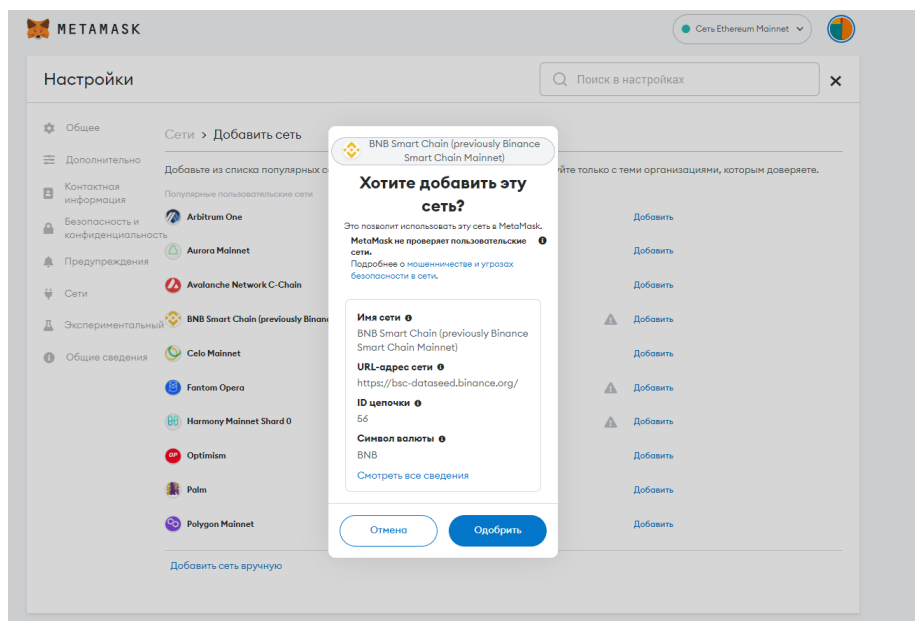 METAMASK
Сеть Ethereum Mainnet
Настройки
Поиск в настройках
Общее
Дополнительно
Контактная
информация
Безопасность и
конфиденциальность
Предупреждения
Сети
Экспериментальный
Общие сведения
Сети > Добавить сеть
Добавьте из списка популярных с
йте только с теми организациями, которым доверяете.
Популярные пользовательские сети
Arbitrum One
Добавить
Aurora Mainnet
Добавить
Avalanche Network C-Chain
Добавить
BNB Smart Chain (previously Binan
Добавить
Celo Mainnet
Добавить
Fantom Opera
Добавить
Harmony Mainnet Shard 0
Добавить
OP
Optimism
Добавить
Palm
Добавить
Polygon Mainnet
Добавить
Добавить сеть вручную
BNB Smart Chain (previously Binance
Smart Chain Mainnet)
Хотите добавить эту
сеть?
Это позволит использовать эту сеть в MetaMask.
MetaMask не проверяет пользовательские
сети.
Подробнее о мошенничестве и угрозах
безопасности в сети.
Имя сети
BNB Smart Chain (previously Binance
Smart Chain Mainnet)
URL-адрес сети
https://bsc-dataseed.binance.org/
ID цепочки
56
Символ валюты
BNB
Смотреть все сведения
Отмена
Одобрить